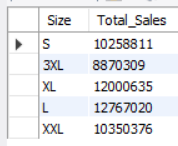 Size Total_Sales
S 10258811
3XL 8870309
XL 12000635
L 12767020
XXL 10350376